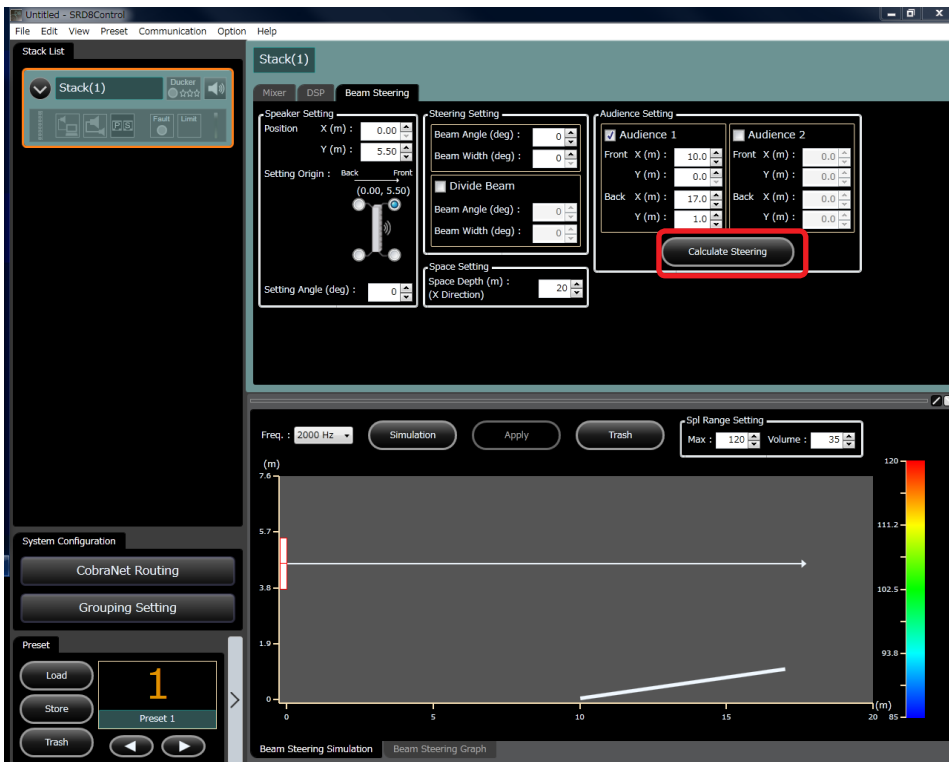 Untitled - SRD8Control
File Edit View Preset Communication Option Help
Stack List
Stack(1)
Ducker
P S
Fault
Limit
Stack(1)
Mixer DSP Beam Steering
Speaker Setting
Position X (m) : 0.00
Y (m) : 5.50
Setting Origin : Back Front
(0.00, 5.50)
Setting Angle (deg) : 0
Steering Setting
Beam Angle (deg) : 0
Beam Width (deg) : 0
Divide Beam
Beam Angle (deg) : 0
Beam Width (deg) : 0
Space Setting
Space Depth (m) : 20
(X Direction)
Audience Setting
Audience 1
Front X (m) : 10.0
Y (m) : 0.0
Back X (m) : 17.0
Y (m) : 1.0
Audience 2
Front X (m) : 0.0
Y (m) : 0.0
Back X (m) : 0.0
Y (m) : 0.0
Calculate Steering
Freq. : 2000 Hz
Simulation
Apply
Trash
Spl Range Setting
Max : 120 Volume : 35
(m)
7.6
5.7
3.8
1.9
0
0 5 10 15 20
(m)
120
111.2
102.5
93.8
85
Beam Steering Simulation Beam Steering Graph
System Configuration
CobraNet Routing
Grouping Setting
Preset
Load
Store
Trash
1
Preset 1